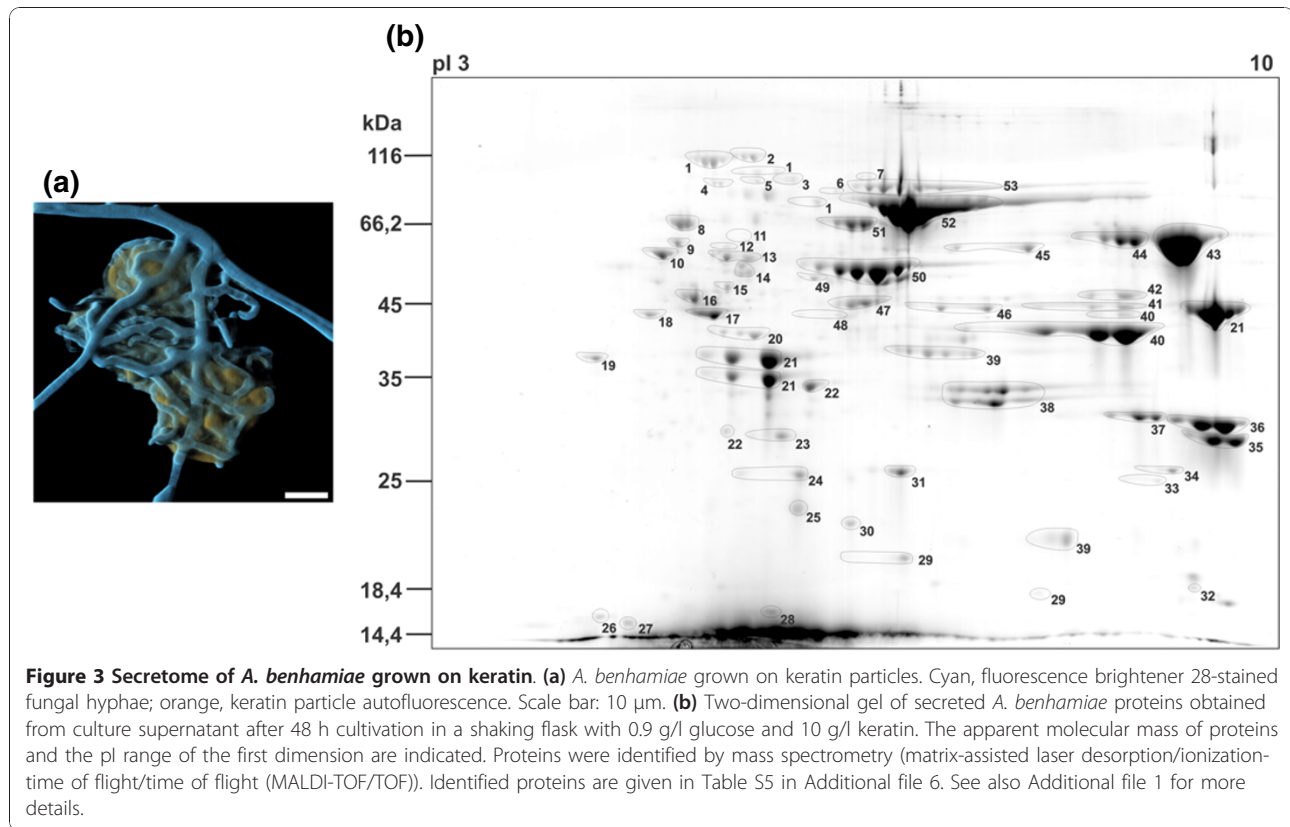 (b)
pI 3 10
kDa
116
(a)
66,2
45
35
25
18,4
14,4
1 2 1
4 5 3 6 7 53
1 52
8 11 51
9 12 13 45 44 43
10 14 49 50
15 42
16 47 46 41 40 21
18 17 48
20 40
19 21 39
21 22 38
22 23 37 36
35
24 31 34
33
25 30
39
29
29 32
26 27 28
Figure 3 Secretome of A. benhamiae grown on keratin. (a) A. benhamiae grown on keratin particles. Cyan, fluorescence brightener 28-stained
fungal hyphae; orange, keratin particle autofluorescence. Scale bar: 10 μm. (b) Two-dimensional gel of secreted A. benhamiae proteins obtained
from culture supernatant after 48 h cultivation in a shaking flask with 0.9 g/l glucose and 10 g/l keratin. The apparent molecular mass of proteins
and the pI range of the first dimension are indicated. Proteins were identified by mass spectrometry (matrix-assisted laser desorption/ionization-
time of flight/time of flight (MALDI-TOF/TOF)). Identified proteins are given in Table S5 in Additional file 6. See also Additional file 1 for more
details.